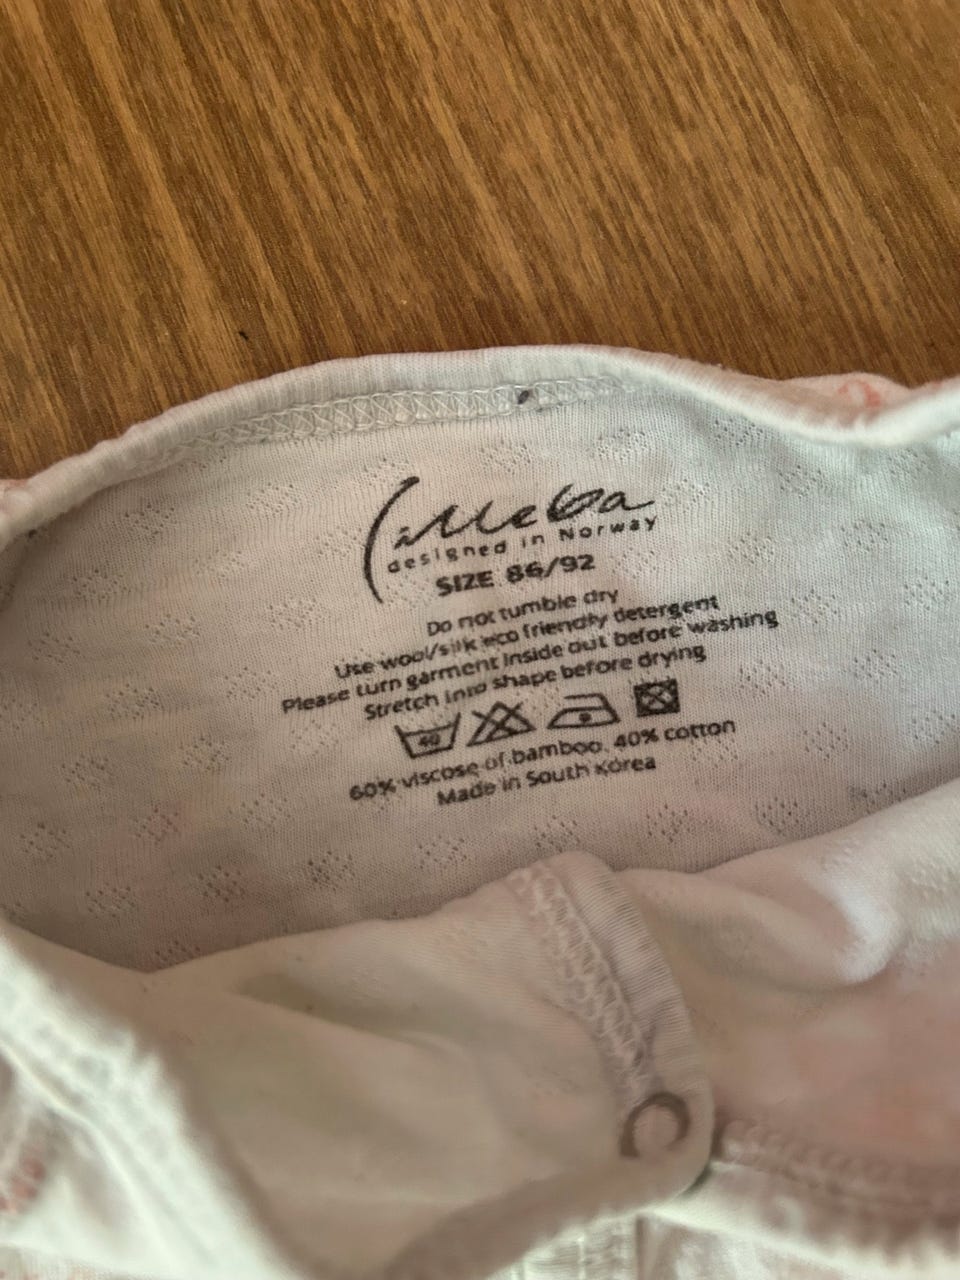 designed in Norway
SIZE 86/92
Do not tumble dry
Use wool/silk eco friendly detergent
Please turn garment inside out before washing
Stretch into shape before drying
40
60% viscose of bamboo, 40% cotton
Made in South Korea